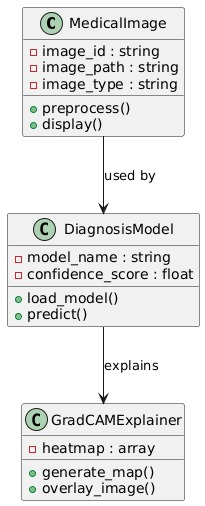 C MedicalImage
image_id : string
image_path : string
image_type : string
preprocess()
display()
used by
C DiagnosisModel
model_name : string
confidence_score : float
load_model()
predict()
explains
C GradCAMExplainer
heatmap : array
generate_map()
overlay_image()